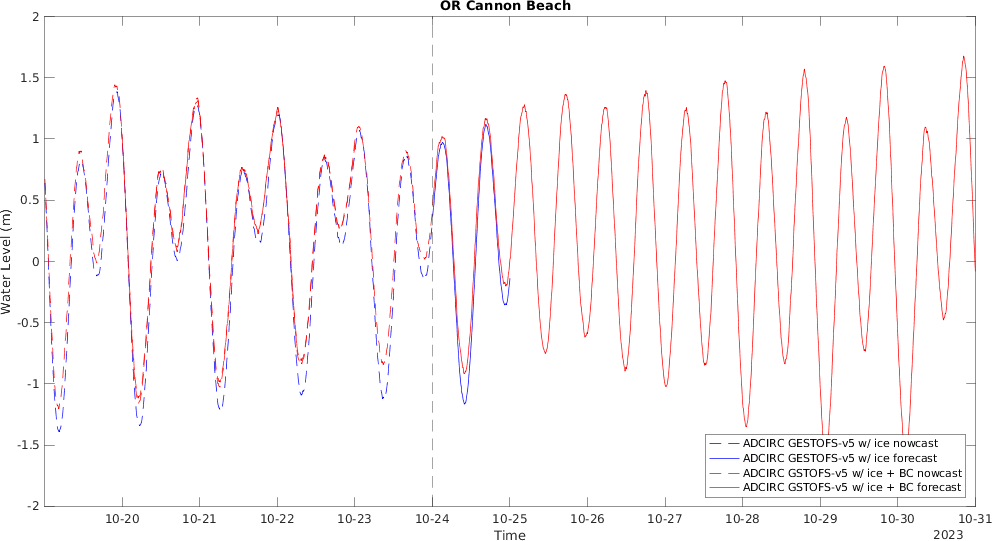 OR Cannon Beach
2
1.5
1
0.5
0
-0.5
-1
-1.5
-2
Water Level (m)
ADCIRC GESTOFS-v5 w/ ice nowcast
ADCIRC GESTOFS-v5 w/ ice forecast
ADCIRC GSTOFS-v5 w/ ice + BC nowcast
ADCIRC GSTOFS-v5 w/ ice + BC forecast
10-20 10-21 10-22 10-23 10-24 10-25 10-26 10-27 10-28 10-29 10-30 10-31
Time
2023